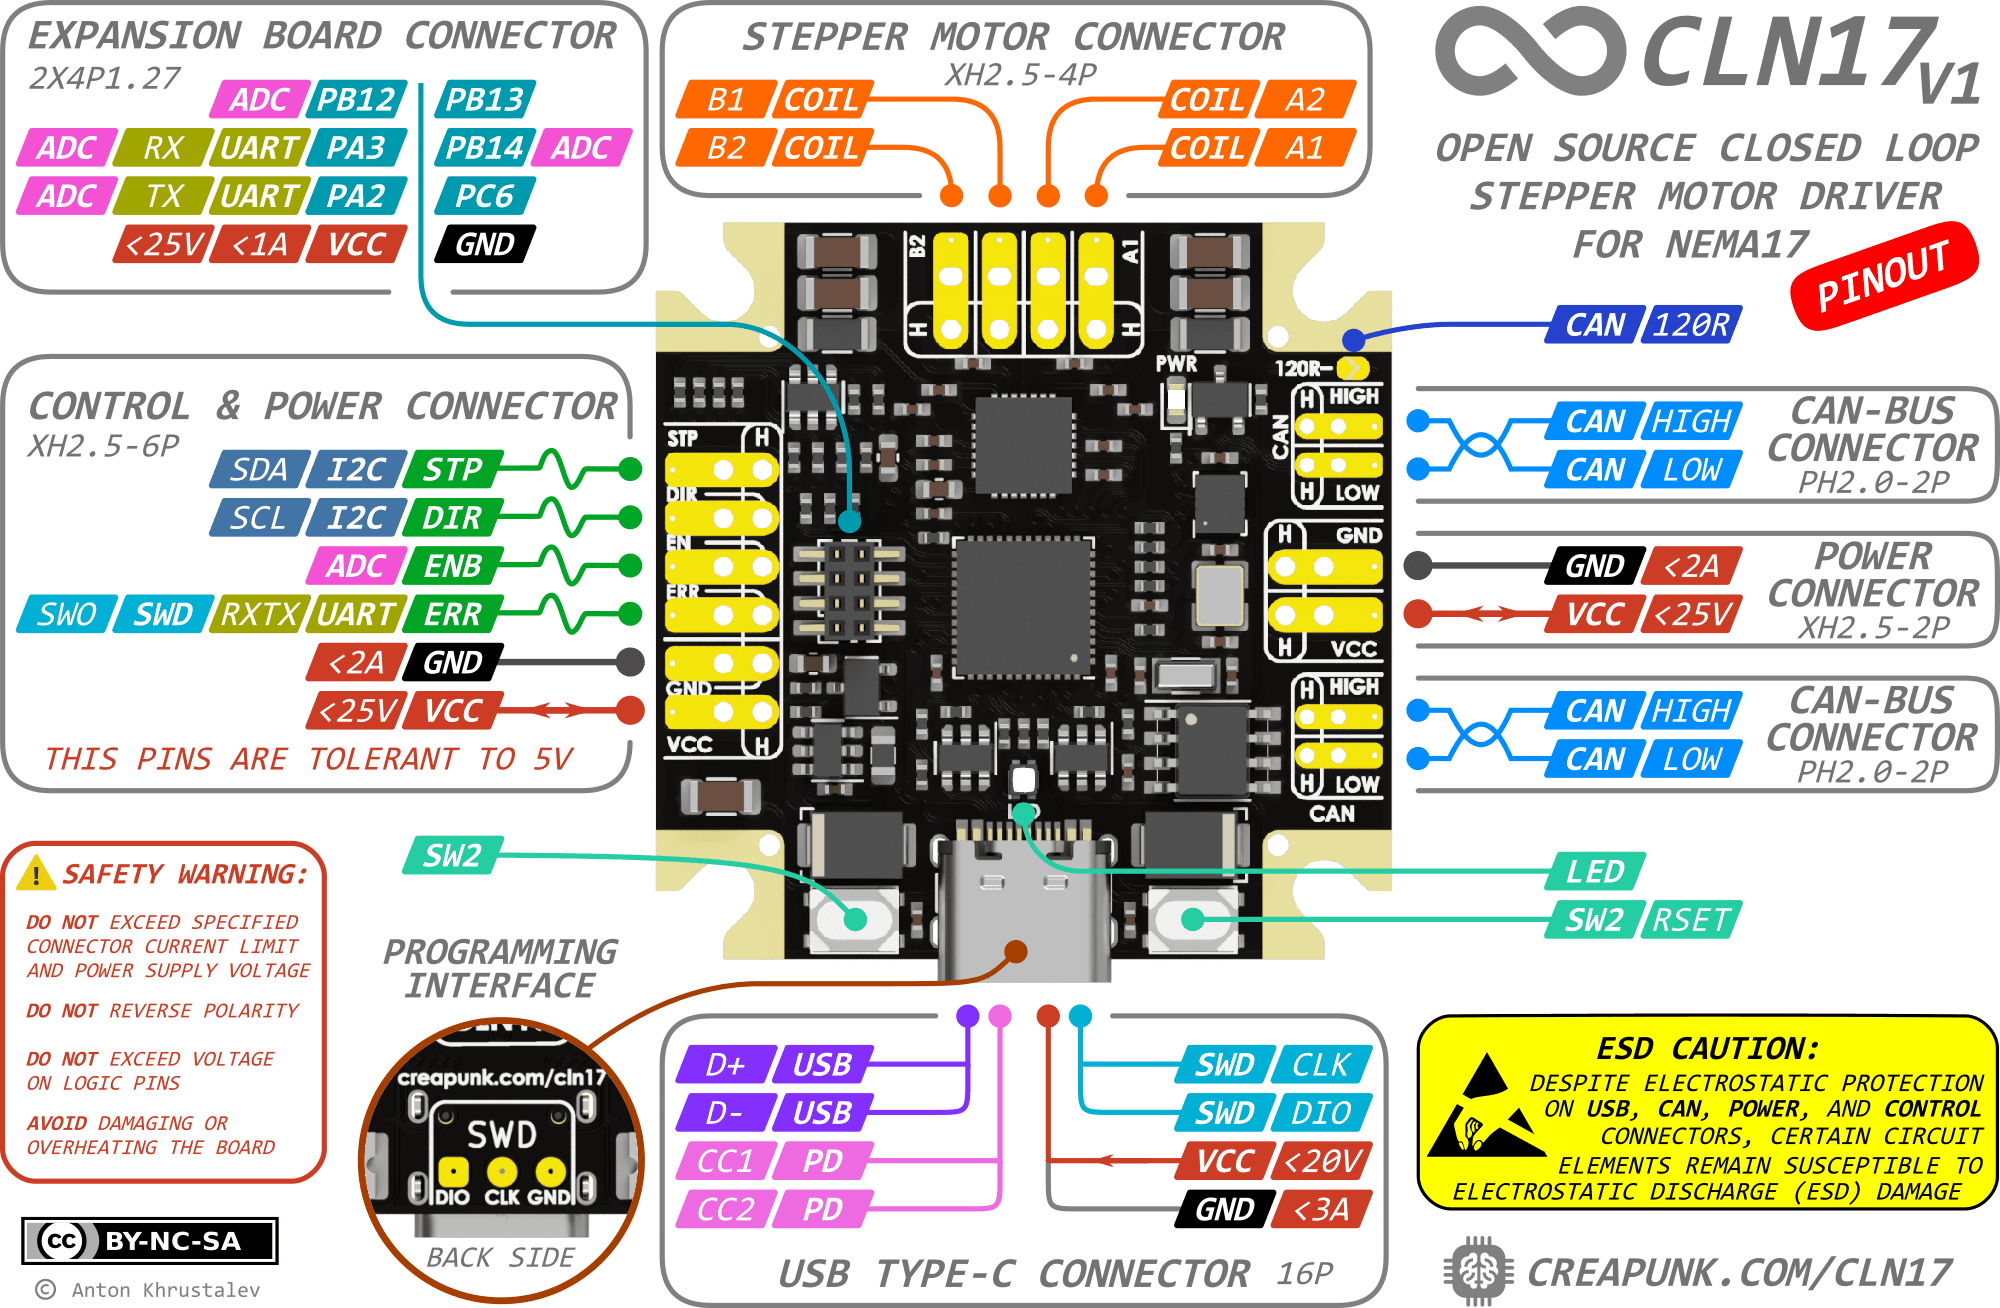 EXPANSION BOARD CONNECTOR
2X4P1.27
ADC PB12 PB13
ADC RX UART PA3 PB14 ADC
ADC TX UART PA2 PC6
<25V <1A VCC GND
STEPPER MOTOR CONNECTOR
XH2.5-4P
B1 COIL COIL A2
B2 COIL COIL A1
CLN17 V1
OPEN SOURCE CLOSED LOOP
STEPPER MOTOR DRIVER
FOR NEMA17
PINOUT
CONTROL & POWER CONNECTOR
XH2.5-6P
SDA I2C STP
SCL I2C DIR
ADC ENB
SWO SWD RXTX UART ERR
<2A GND
<25V VCC
THIS PINS ARE TOLERANT TO 5V
B2 A1
H H
PWR
120R-
STP H
DIR
EN
ERR
GND
VCC H
H HIGH
CAN
H LOW
H GND
H VCC
H HIGH
H LOW
CAN
CAN 120R
CAN HIGH
CAN LOW
CAN-BUS
CONNECTOR
PH2.0-2P
GND <2A
VCC <25V
POWER
CONNECTOR
XH2.5-2P
CAN HIGH
CAN LOW
CAN-BUS
CONNECTOR
PH2.0-2P
SW2
LED
SW2 RSET
SAFETY WARNING:
DO NOT EXCEED SPECIFIED
CONNECTOR CURRENT LIMIT
AND POWER SUPPLY VOLTAGE
DO NOT REVERSE POLARITY
DO NOT EXCEED VOLTAGE
ON LOGIC PINS
AVOID DAMAGING OR
OVERHEATING THE BOARD
PROGRAMMING
INTERFACE
creapunk.com/cln17
SWD
DIO CLK GND
BACK SIDE
D+ USB SWD CLK
D- USB SWD DIO
CC1 PD VCC <20V
CC2 PD GND <3A
USB TYPE-C CONNECTOR 16P
ESD CAUTION:
DESPITE ELECTROSTATIC PROTECTION
ON USB, CAN, POWER, AND CONTROL
CONNECTORS, CERTAIN CIRCUIT
ELEMENTS REMAIN SUSCEPTIBLE TO
ELECTROSTATIC DISCHARGE (ESD) DAMAGE
cc BY-NC-SA
© Anton Khrustalev
CREAPUNK.COM/CLN17